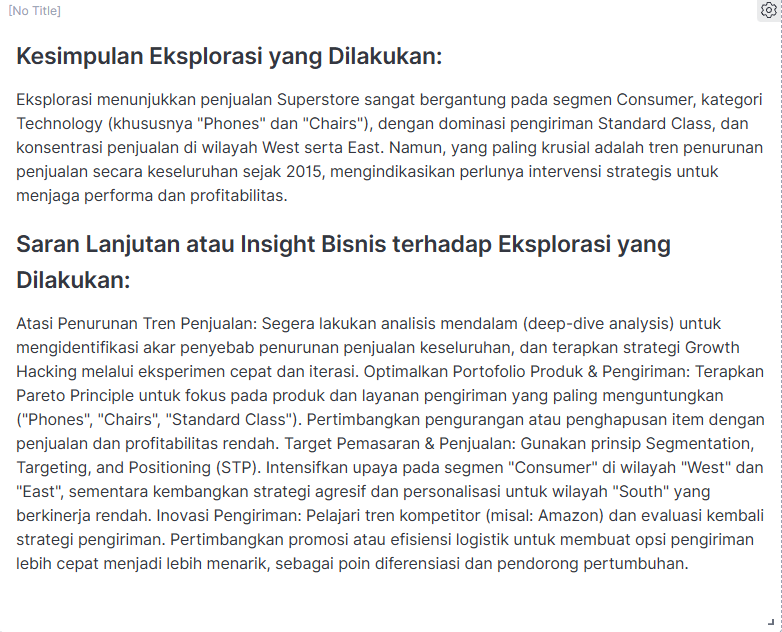 [No Title]
Kesimpulan Eksplorasi yang Dilakukan:
Eksplorasi menunjukkan penjualan Superstore sangat bergantung pada segmen Consumer, kategori
Technology (khususnya "Phones" dan "Chairs"), dengan dominasi pengiriman Standard Class, dan
konsentrasi penjualan di wilayah West serta East. Namun, yang paling krusial adalah tren penurunan
penjualan secara keseluruhan sejak 2015, mengindikasikan perlunya intervensi strategis untuk
menjaga performa dan profitabilitas.
Saran Lanjutan atau Insight Bisnis terhadap Eksplorasi yang
Dilakukan:
Atasi Penurunan Tren Penjualan: Segera lakukan analisis mendalam (deep-dive analysis) untuk
mengidentifikasi akar penyebab penurunan penjualan keseluruhan, dan terapkan strategi Growth
Hacking melalui eksperimen cepat dan iterasi. Optimalkan Portofolio Produk & Pengiriman: Terapkan
Pareto Principle untuk fokus pada produk dan layanan pengiriman yang paling menguntungkan
("Phones", "Chairs", "Standard Class"). Pertimbangkan pengurangan atau penghapusan item dengan
penjualan dan profitabilitas rendah. Target Pemasaran & Penjualan: Gunakan prinsip Segmentation,
Targeting, and Positioning (STP). Intensifkan upaya pada segmen "Consumer" di wilayah "West" dan
"East", sementara kembangkan strategi agresif dan personalisasi untuk wilayah "South" yang
berkinerja rendah. Inovasi Pengiriman: Pelajari tren kompetitor (misal: Amazon) dan evaluasi kembali
strategi pengiriman. Pertimbangkan promosi atau efisiensi logistik untuk membuat opsi pengiriman
lebih cepat menjadi lebih menarik, sebagai poin diferensiasi dan pendorong pertumbuhan.